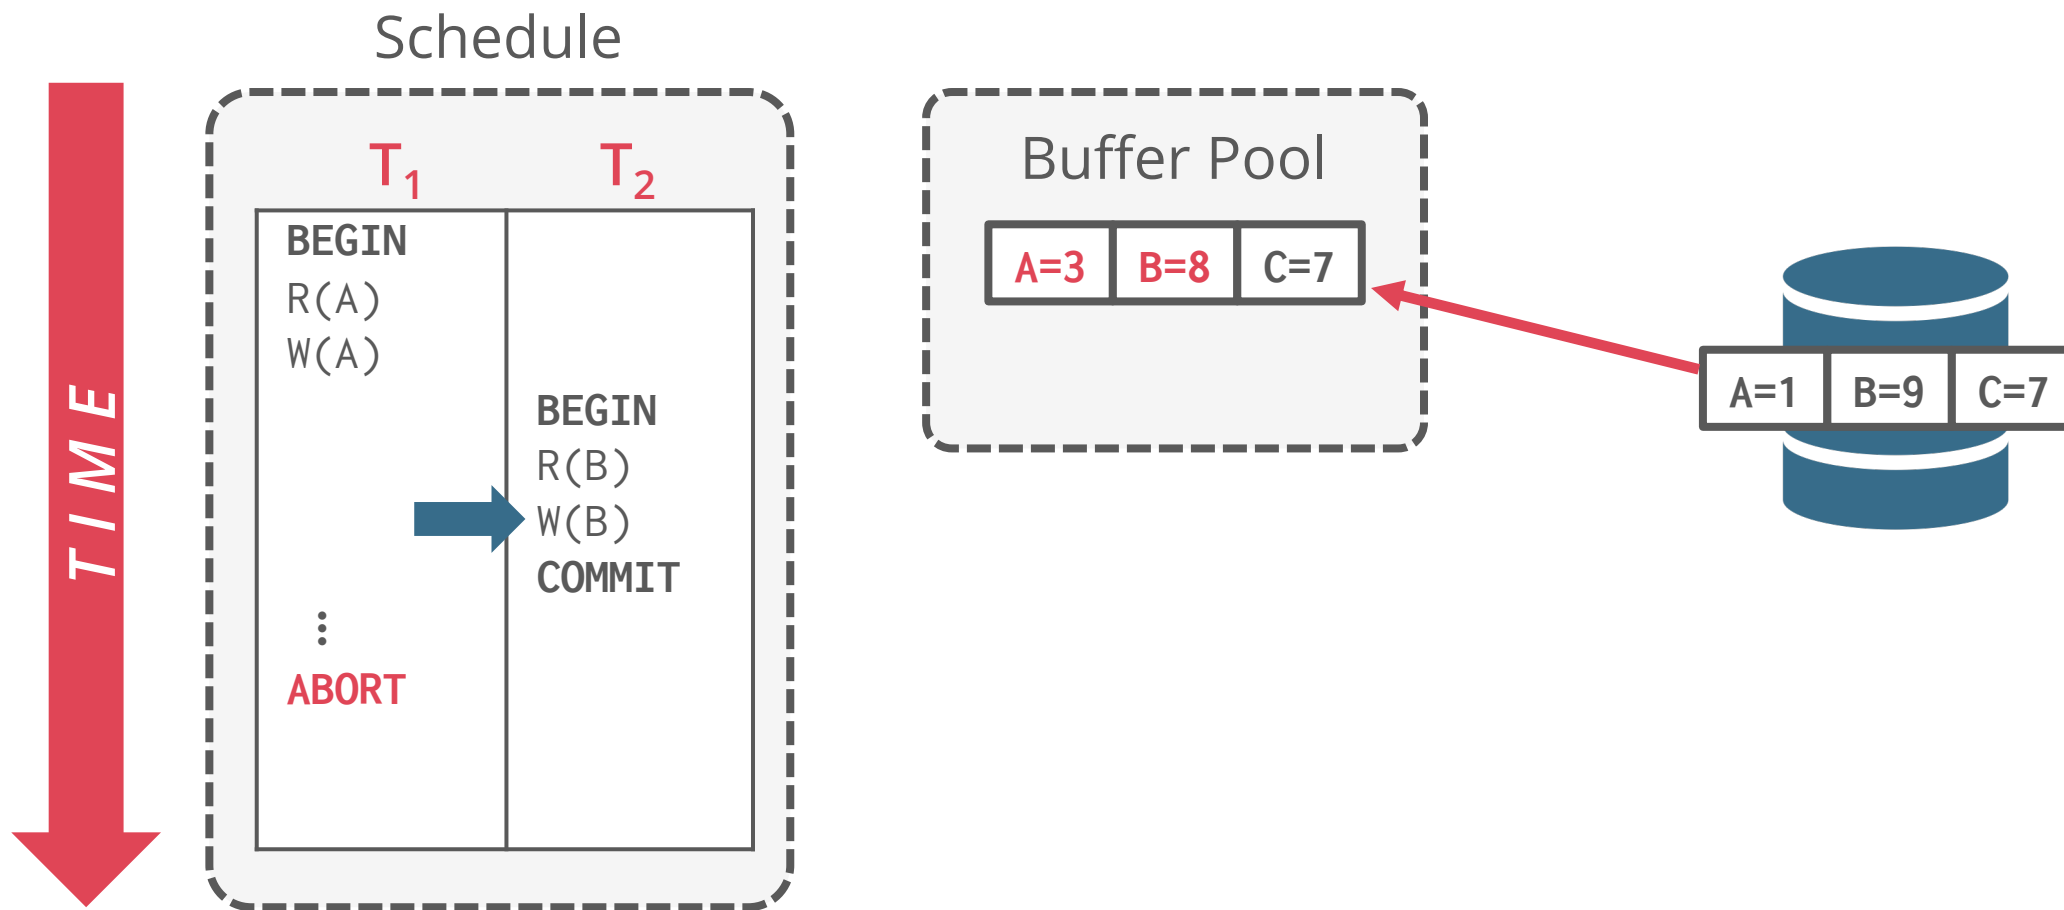 Schedule
TIME
T1 T2
BEGIN
R(A)
W(A)
BEGIN
R(B)
W(B)
COMMIT
⋮
ABORT
Buffer Pool
A=3 B=8 C=7
A=1 B=9 C=7